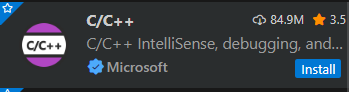 C/C++ 84.9M 3.5
C/C++
C/C++ IntelliSense, debugging, and...
Microsoft Install